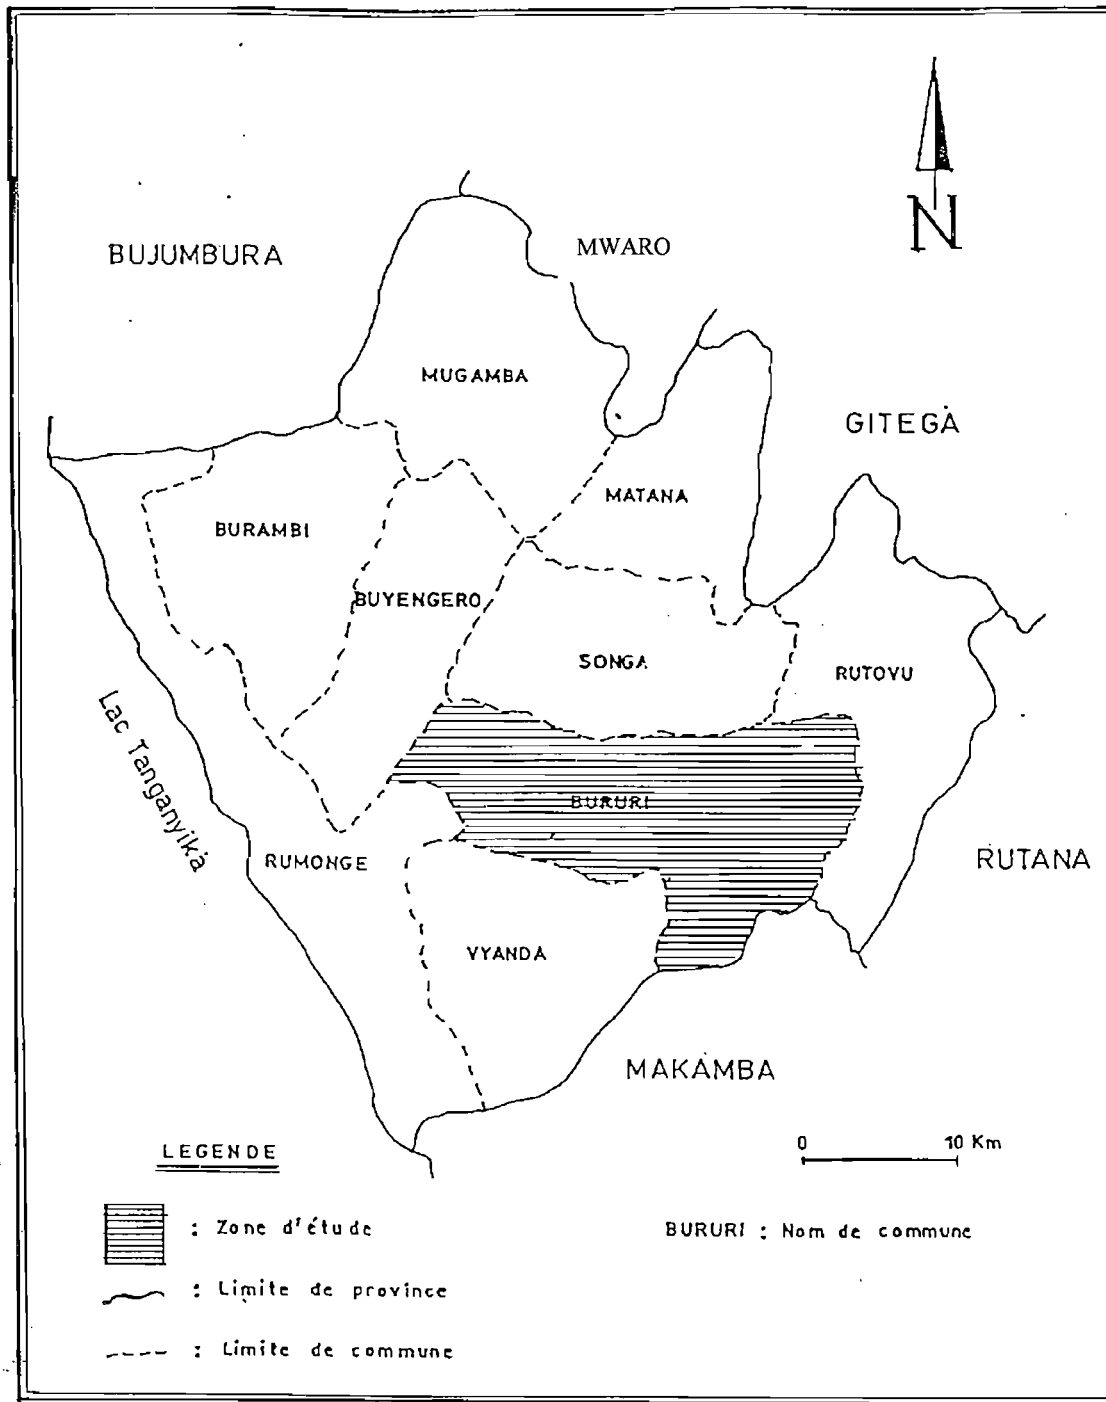 N
BUJUMBURA
MWARO
MUGAMBA
GITEGA
MATANA
BURAMBI
BUYENGERO
SONGA
RUTOVU
Lac Tanganyika
BURURI
RUMONGE
RUTANA
VYANDA
MAKAMBA
LEGENDE
0 10 Km
: Zone d'étude
BURURI : Nom de commune
: Limite de province
: Limite de commune